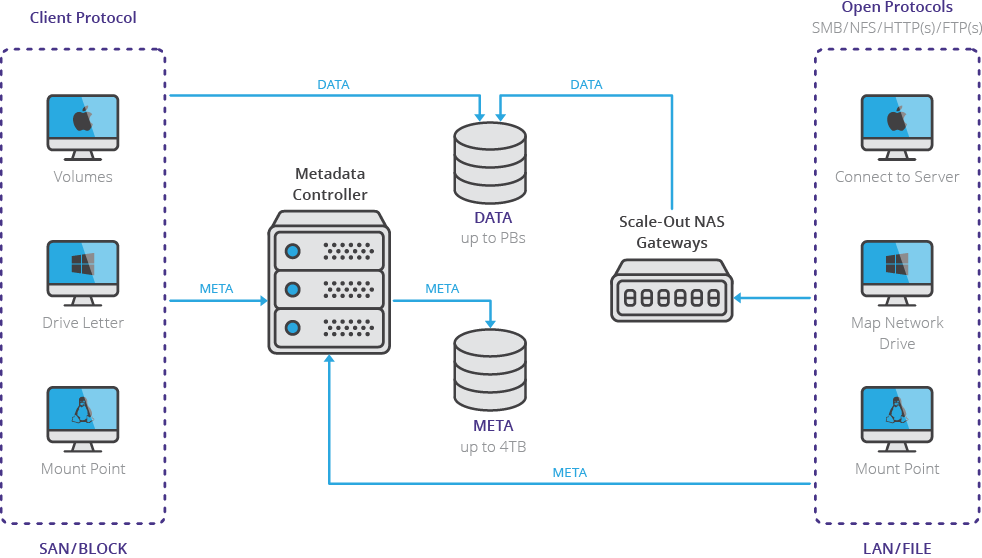 Client Protocol
Open Protocols
SMB/NFS/HTTP(s)/FTP(s)
DATA
DATA
Volumes
Metadata
Controller
DATA
up to PBs
Connect to Server
Scale-Out NAS
Gateways
META
META
Drive Letter
Map Network
Drive
META
up to 4TB
Mount Point
META
Mount Point
SAN/BLOCK
LAN/FILE